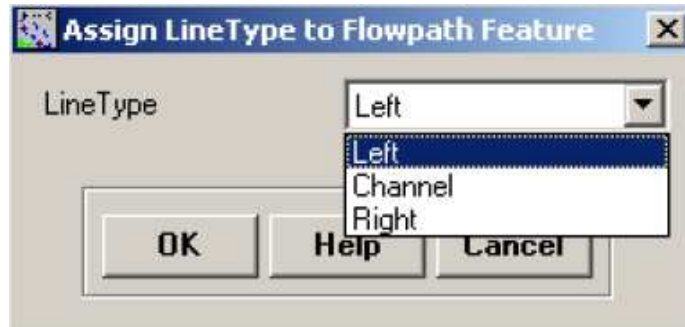 Assign LineType to Flowpath Feature
LineType
Left
Left
Channel
Right
OK
Help
Cancel